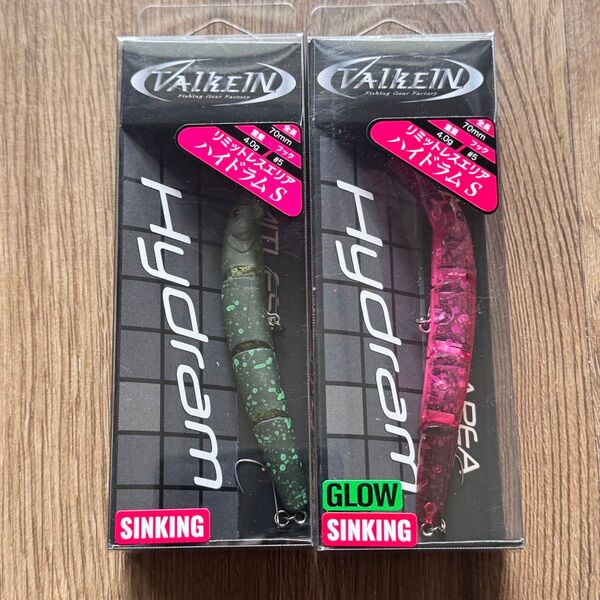 ValkeIN
Fishing Gear Factory
全長
70mm
重量
4.0g
フック
#5
リミットレスエリア
ハイドラム S
Hydram
SINKING
ValkeIN
Fishing Gear Factory
全長
70mm
重量
4.0g
フック
#5
リミットレスエリア
ハイドラム S
Hydram
AREA
GLOW
SINKING